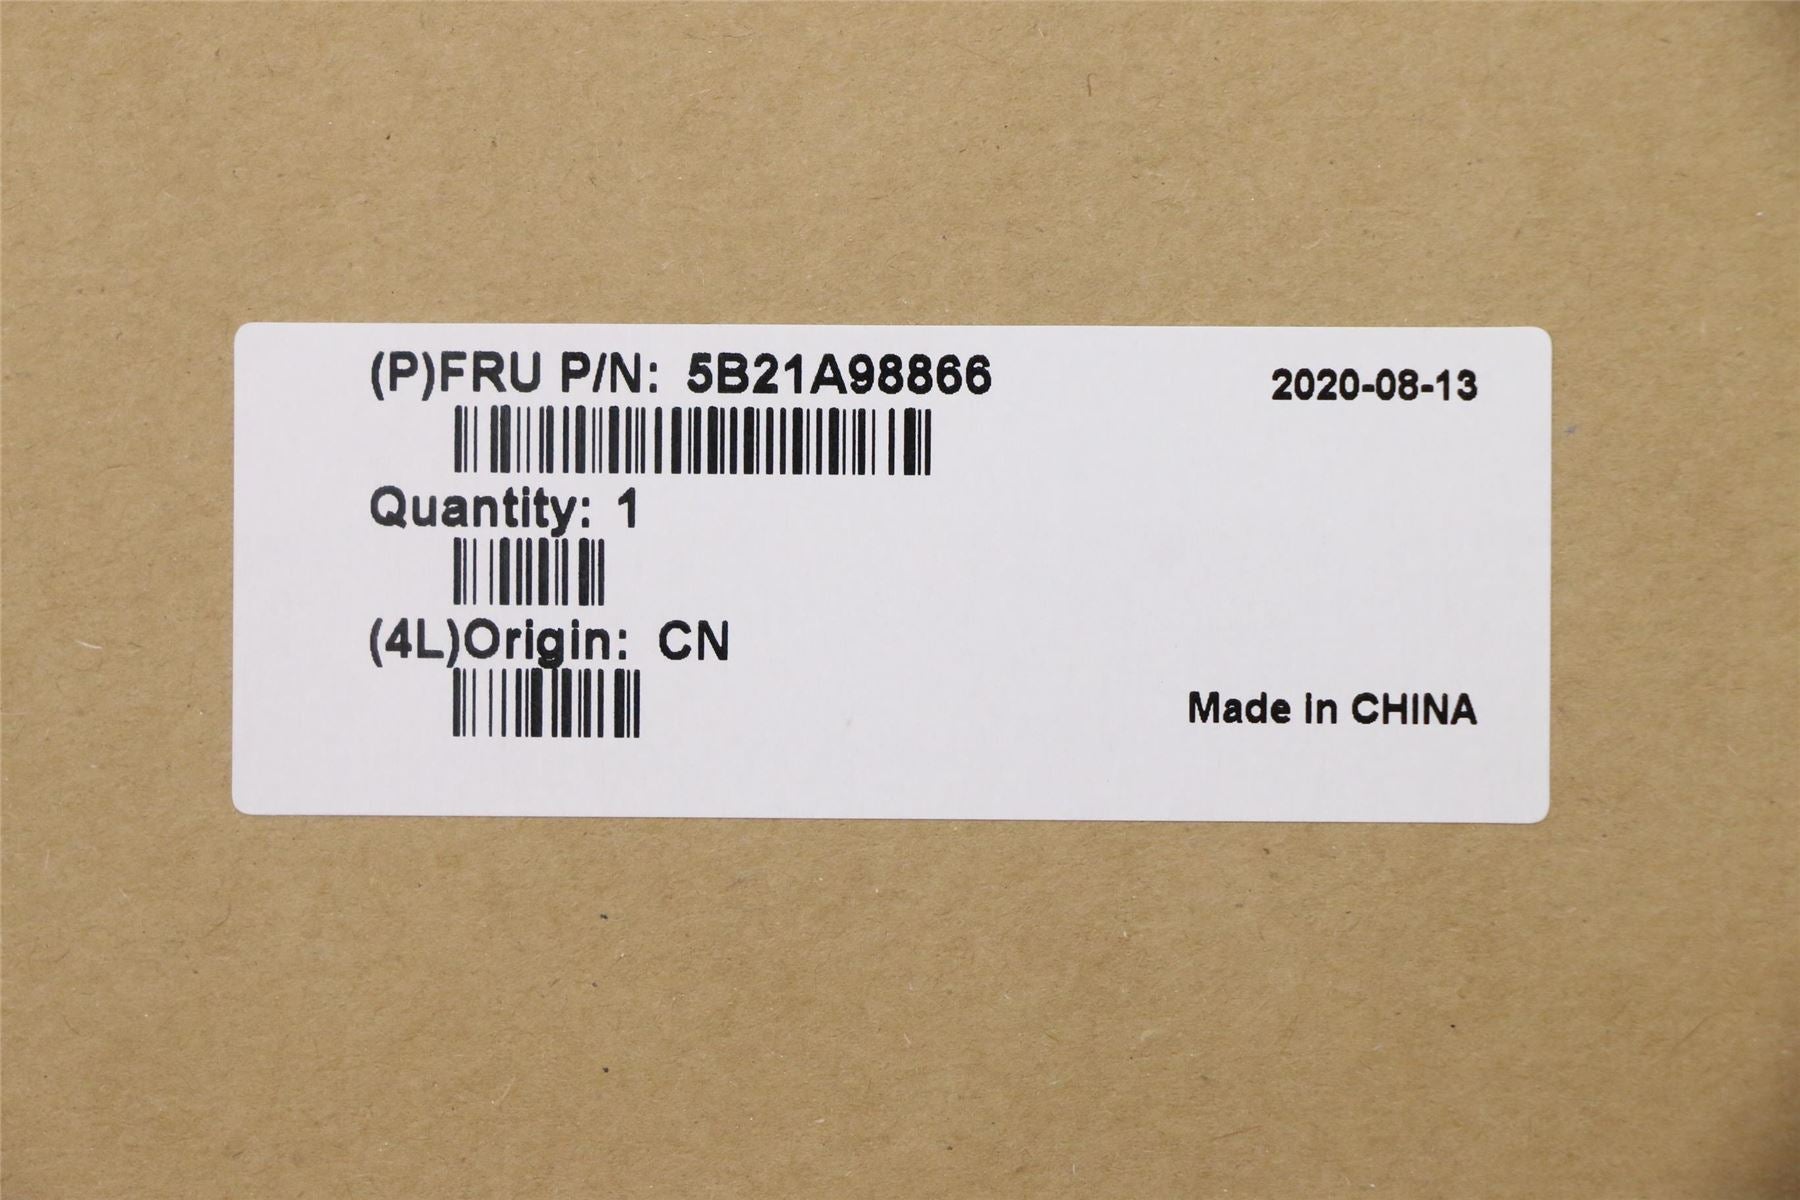 (P)FRU P/N: 5B21A98866
2020-08-13
Quantity: 1
(4L)Origin: CN
Made in CHINA